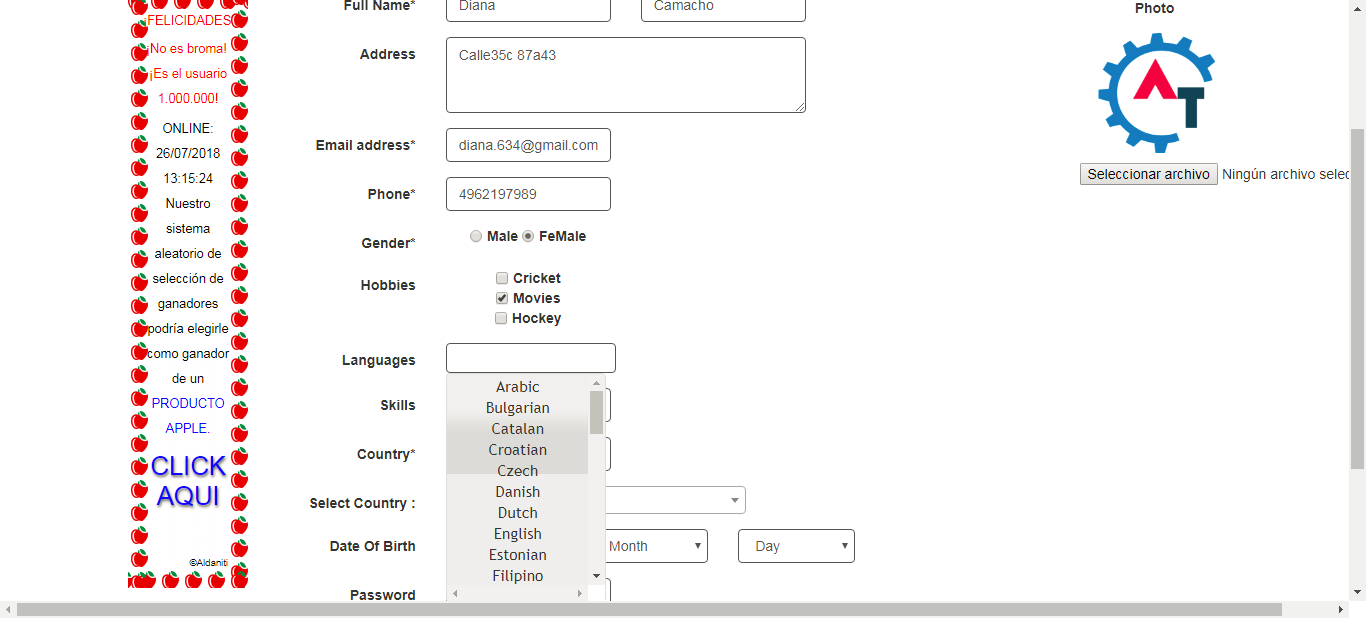 ¡FELICIDADES
¡No es broma!
¡Es el usuario
1.000.000!
ONLINE:
26/07/2018
13:15:24
Nuestro
sistema
aleatorio de
selección de
ganadores
podría elegirle
como ganador
de un
PRODUCTO
APPLE.
CLICK
AQUI
©Aldaniti
Full Name* Diana Camacho
Address Calle35c 87a43
Email address* diana.634@gmail.com
Phone* 4962197989
Gender* Male FeMale
Hobbies Cricket
Movies
Hockey
Languages
Arabic
Bulgarian
Catalan
Croatian
Czech
Danish
Dutch
English
Estonian
Filipino
Skills
Country*
Select Country :
Date Of Birth Month Day
Password
Photo
AT
Seleccionar archivo Ningún archivo selec